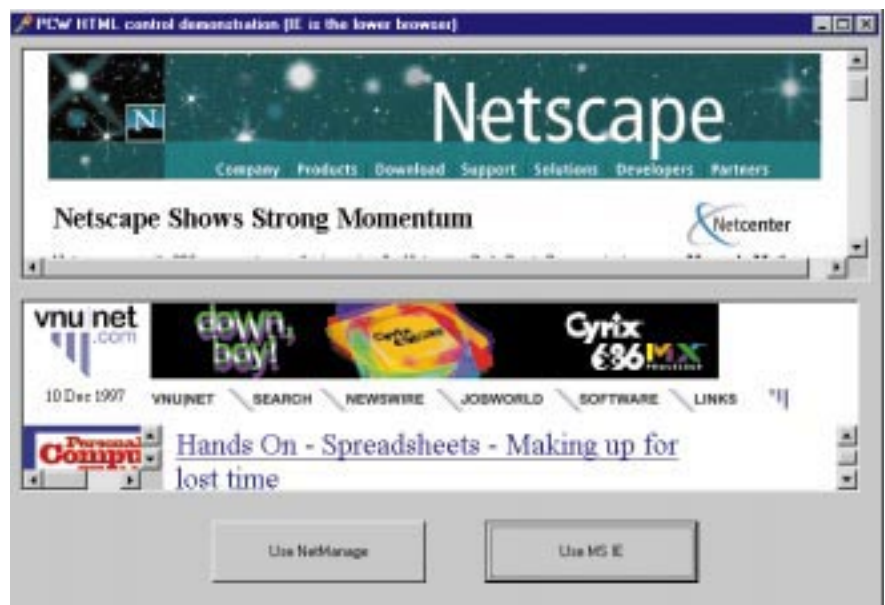 PCW HTML control demonstration (IE is the lower browser)
N
Netscape
Company Products Download Support Solutions Developers Partners
Netscape Shows Strong Momentum
Netcenter
vnu net
.com
down,
boy!
Cyrix
6x86MX
10 Dec 1997
VNU|NET SEARCH NEWSWIRE JOBWORLD SOFTWARE LINKS
Personal
Compu
Hands On - Spreadsheets - Making up for
lost time
Use NetManage
Use MS IE